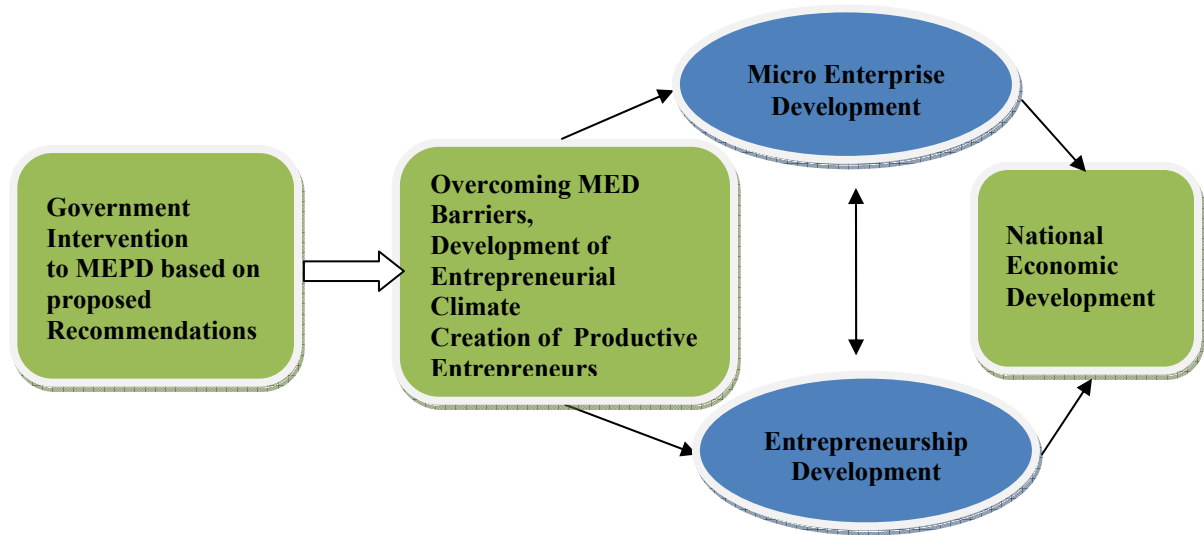 Government
Intervention
to MEPD based on
proposed
Recommendations
Overcoming MED
Barriers,
Development of
Entrepreneurial
Climate
Creation of Productive
Entrepreneurs
Micro Enterprise
Development
Entrepreneurship
Development
National
Economic
Development